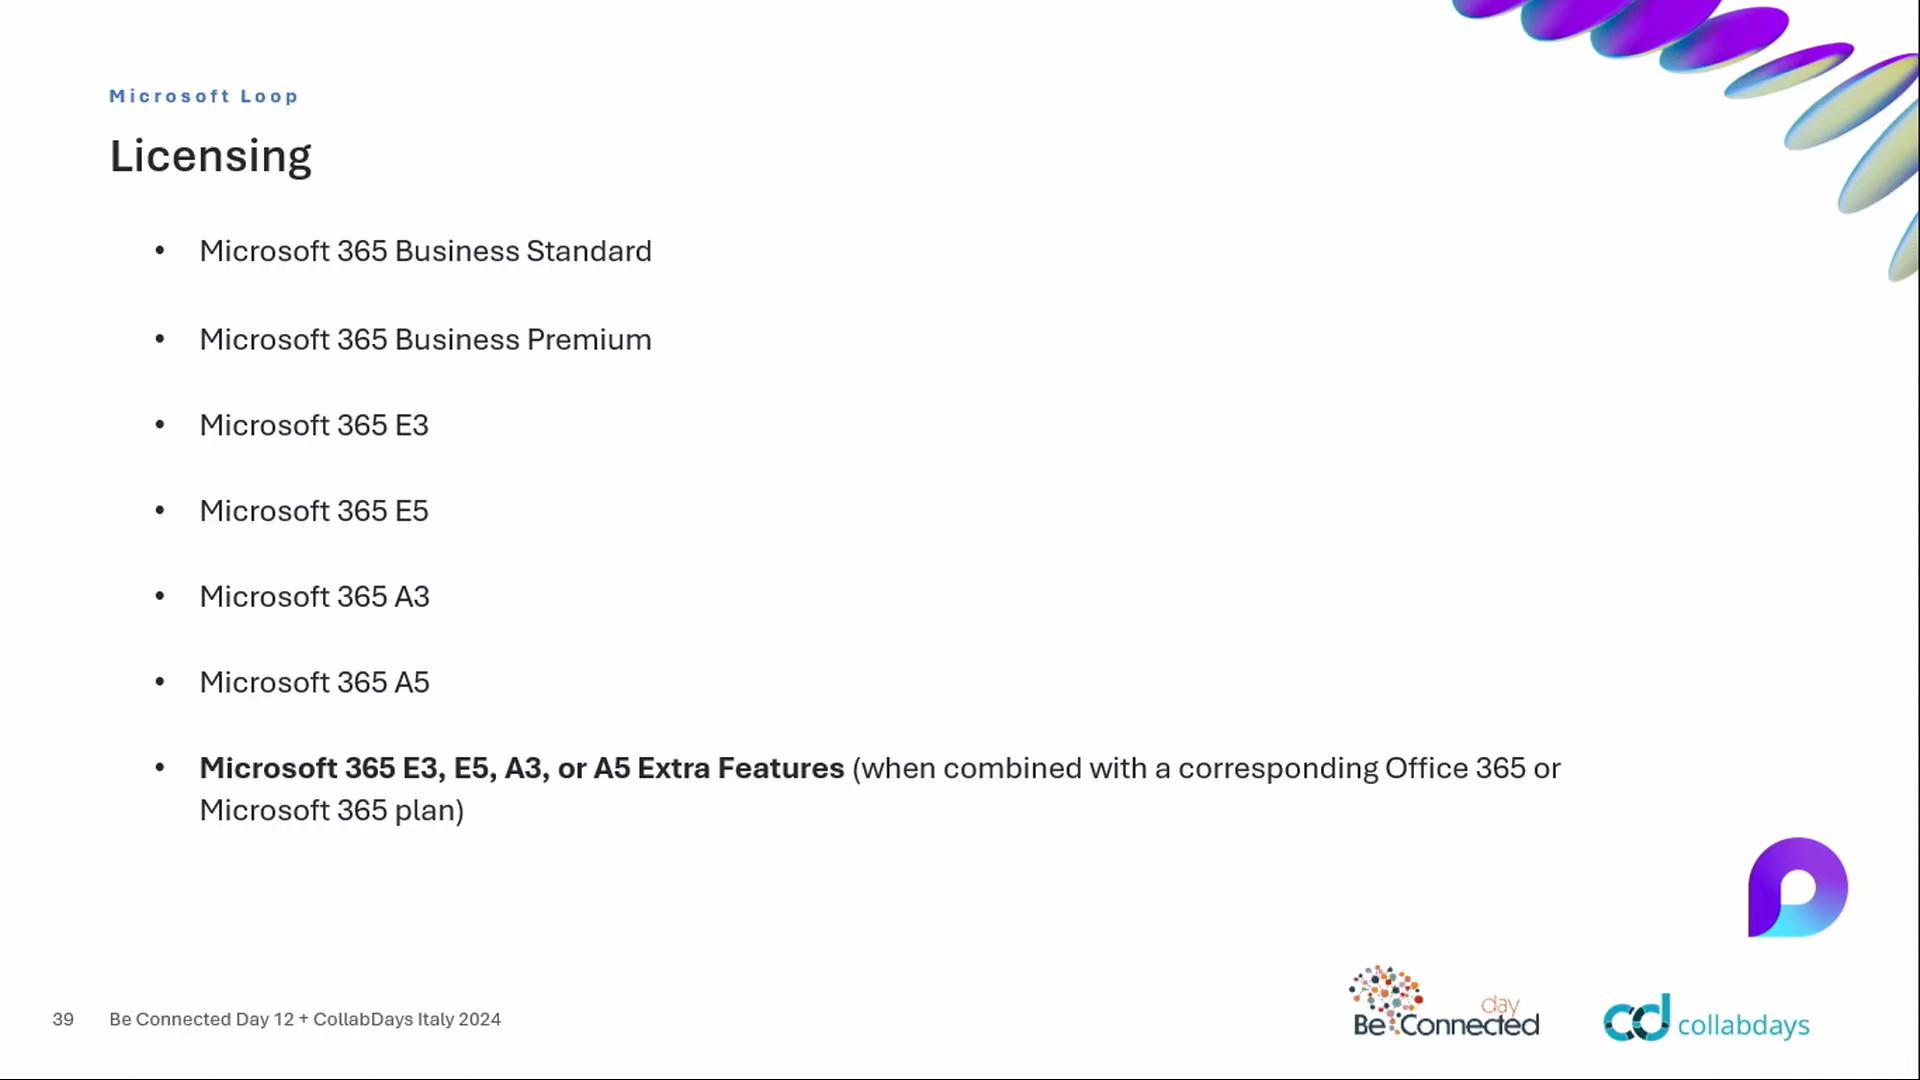 Microsoft Loop
Licensing
• Microsoft 365 Business Standard
• Microsoft 365 Business Premium
• Microsoft 365 E3
• Microsoft 365 E5
• Microsoft 365 A3
• Microsoft 365 A5
• Microsoft 365 E3, E5, A3, or A5 Extra Features (when combined with a corresponding Office 365 or
Microsoft 365 plan)
39 Be Connected Day 12 + CollabDays Italy 2024
day
Be Connected
cd collabdays